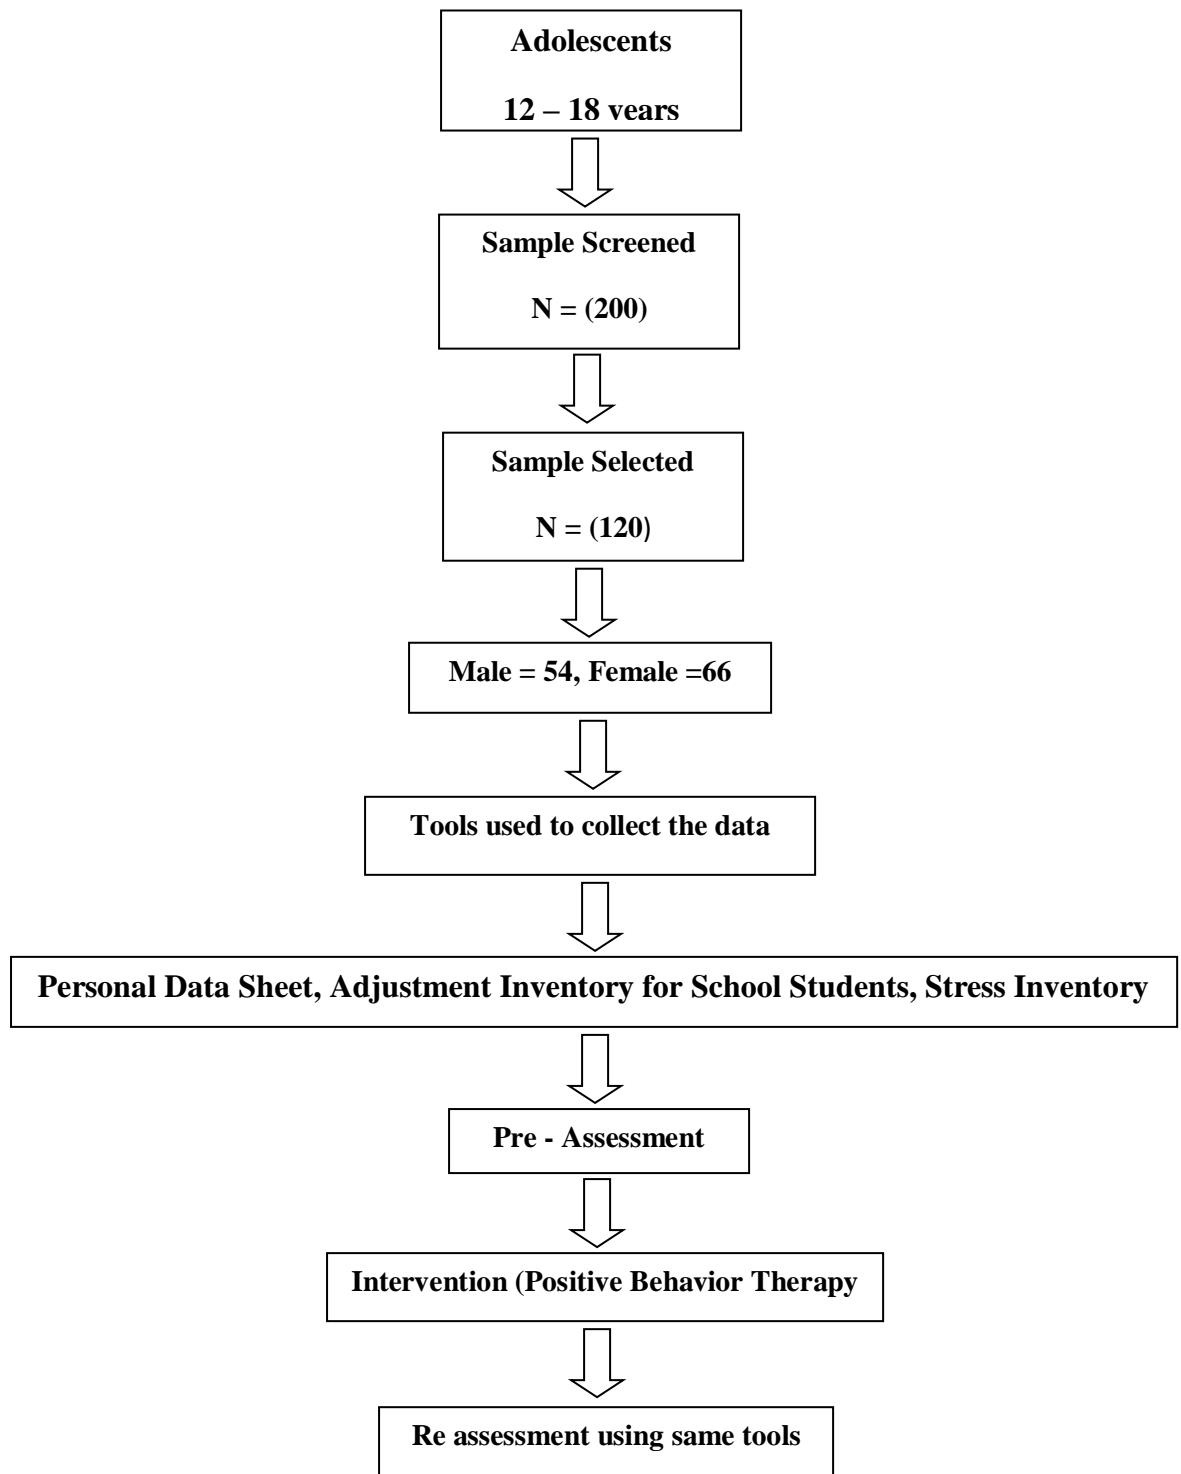 Adolescents
12 – 18 years
Sample Screened
N = (200)
Sample Selected
N = (120)
Male = 54, Female =66
Tools used to collect the data
Personal Data Sheet, Adjustment Inventory for School Students, Stress Inventory
Pre - Assessment
Intervention (Positive Behavior Therapy
Re assessment using same tools